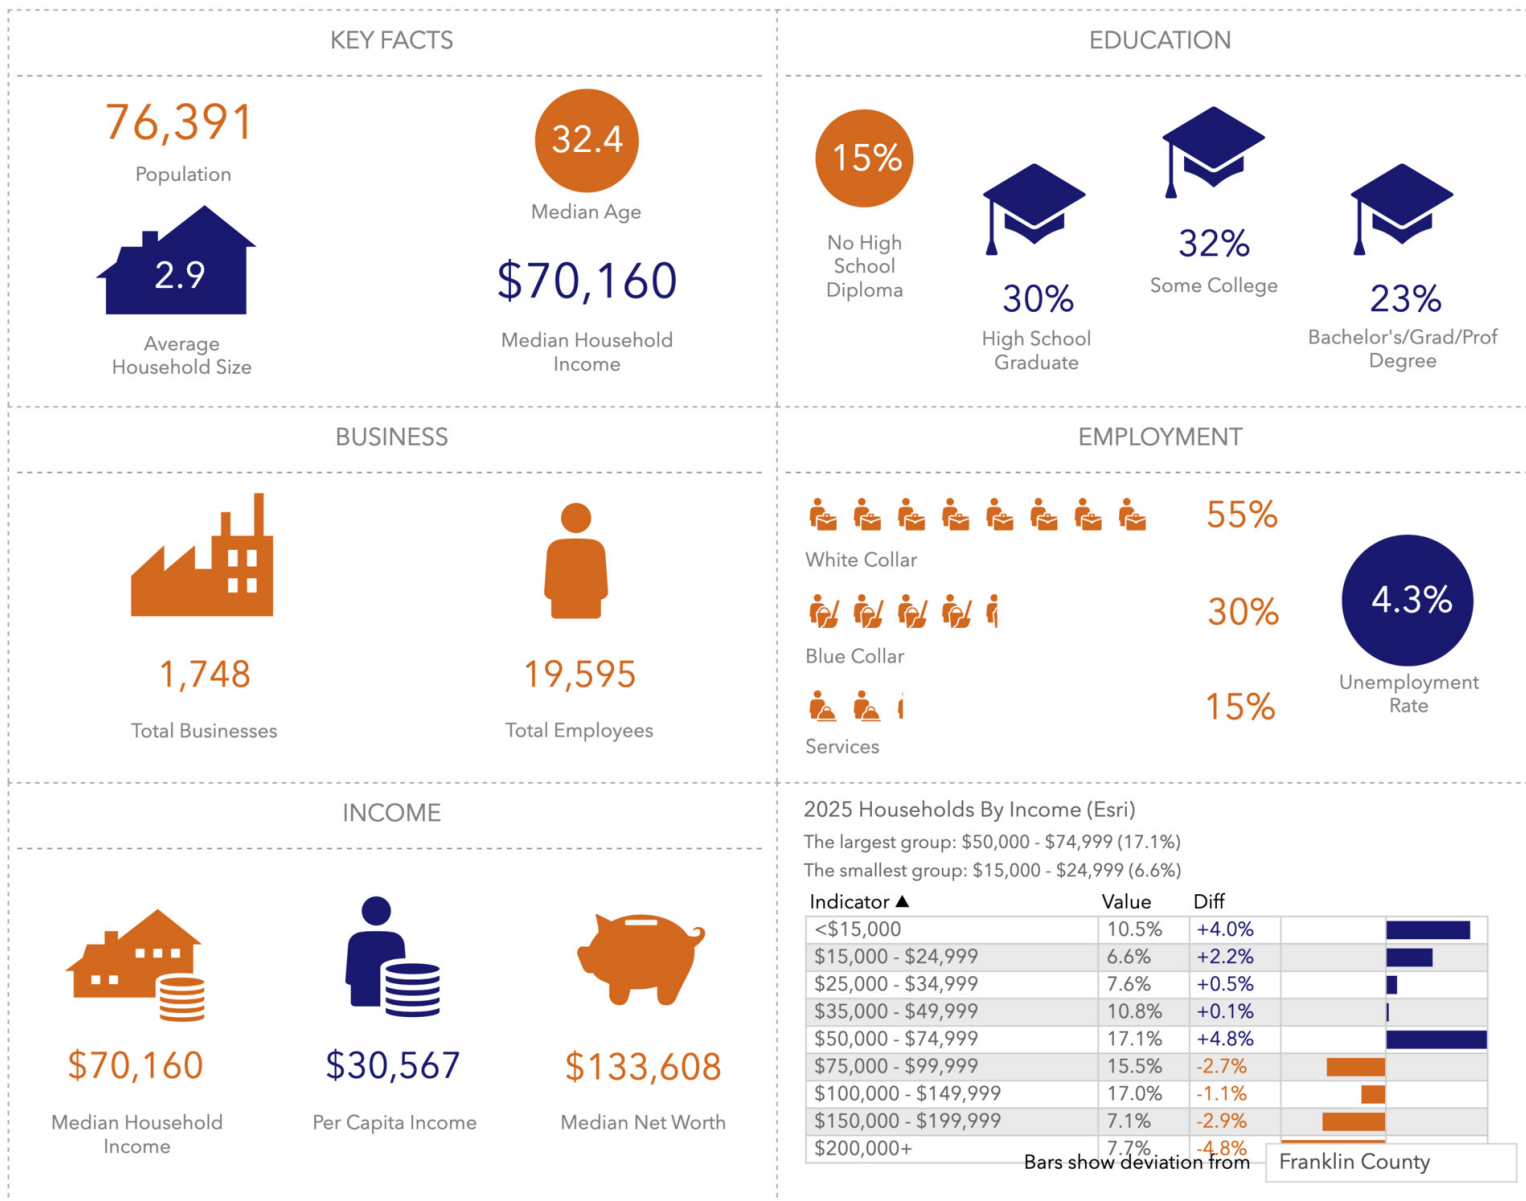 KEY FACTS
76,391
Population
32.4
Median Age
2.9
Average
Household Size
$70,160
Median Household
Income
EDUCATION
15%
No High
School
Diploma
30%
High School
Graduate
32%
Some College
23%
Bachelor's/Grad/Prof
Degree
BUSINESS
1,748
Total Businesses
19,595
Total Employees
EMPLOYMENT
55%
White Collar
30%
Blue Collar
15%
Services
4.3%
Unemployment
Rate
INCOME
$70,160
Median Household
Income
$30,567
Per Capita Income
$133,608
Median Net Worth
2025 Households By Income (Esri)
The largest group: $50,000 - $74,999 (17.1%)
The smallest group: $15,000 - $24,999 (6.6%)
Indicator ▲ Value Diff
<$15,000 10.5% +4.0%
$15,000 - $24,999 6.6% +2.2%
$25,000 - $34,999 7.6% +0.5%
$35,000 - $49,999 10.8% +0.1%
$50,000 - $74,999 17.1% +4.8%
$75,000 - $99,999 15.5% -2.7%
$100,000 - $149,999 17.0% -1.1%
$150,000 - $199,999 7.1% -2.9%
$200,000+ 7.7% -4.8%
Bars show deviation from Franklin County